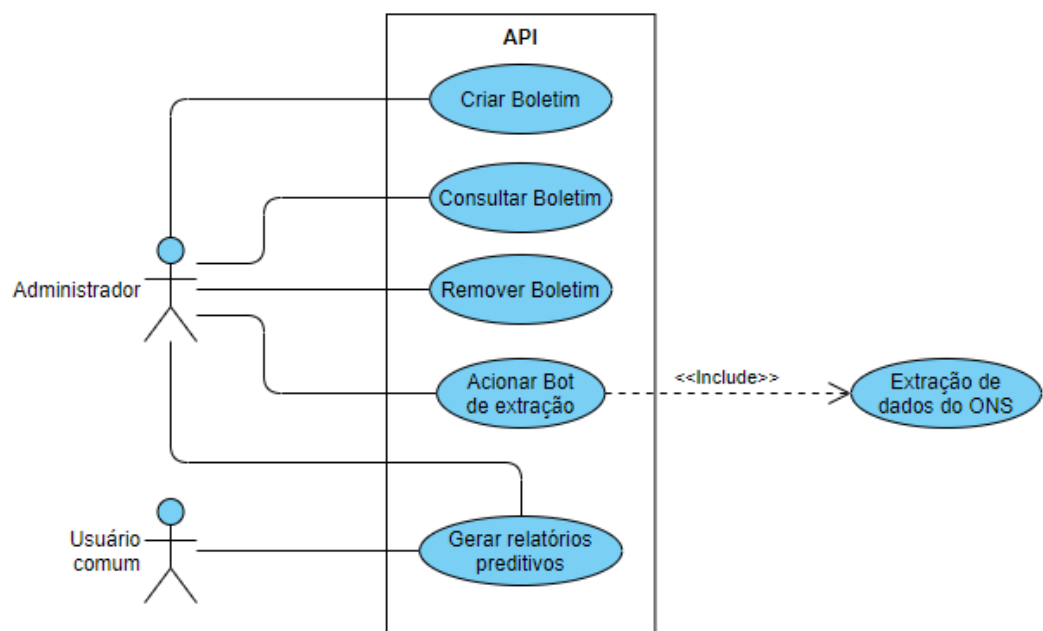 API
Criar Boletim
Consultar Boletim
Administrador
Remover Boletim
Acionar Bot
de extração
<<Include>>
Extração de
dados do ONS
Usuário
comum
Gerar relatórios
preditivos